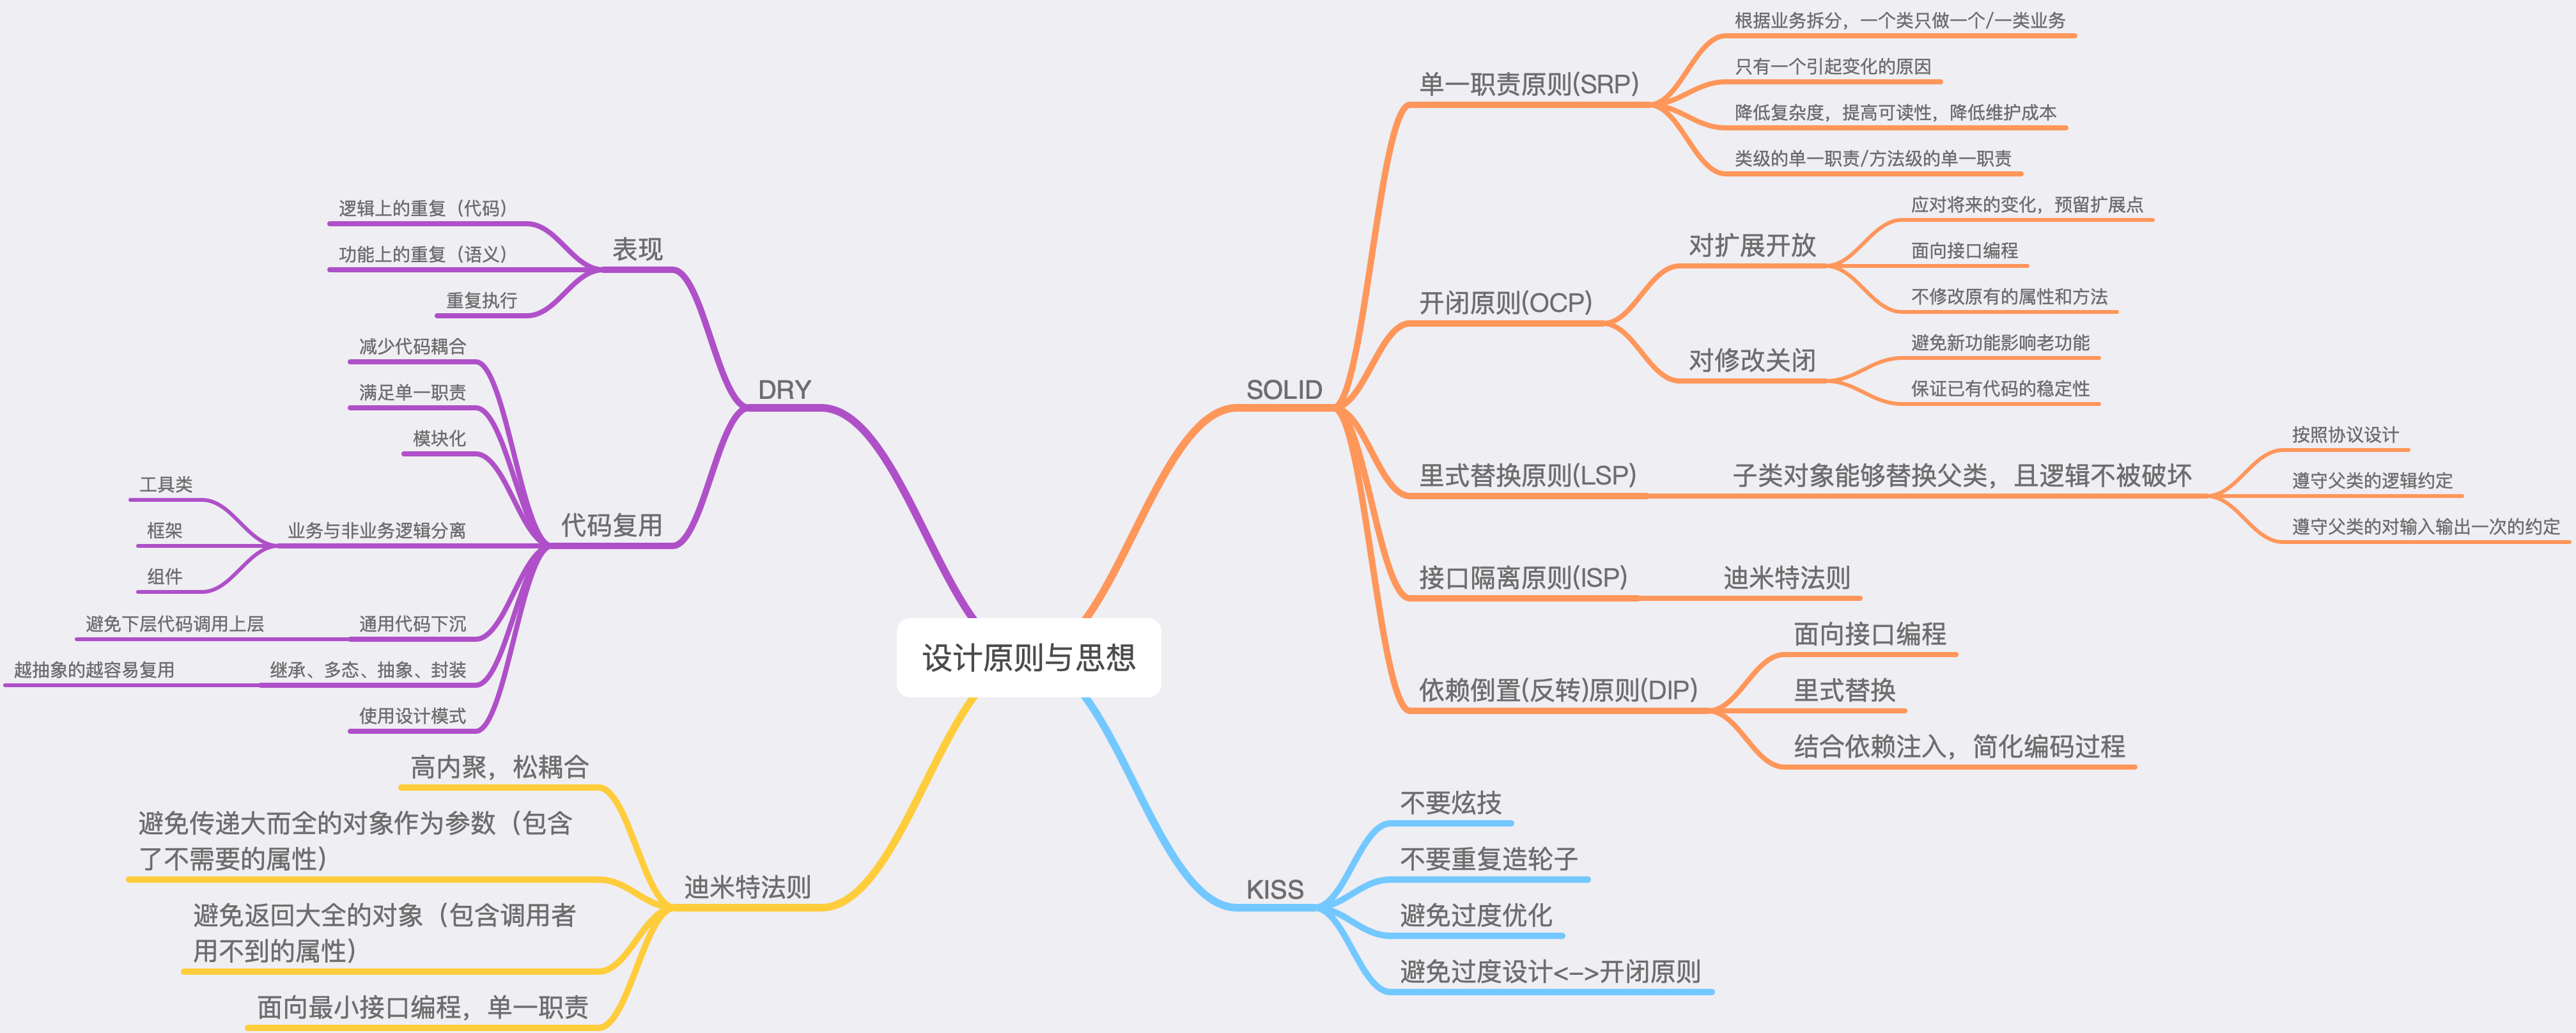 设计原则与思想
SOLID
单一职责原则(SRP)
根据业务拆分，一个类只做一个/一类业务
只有一个引起变化的原因
降低复杂度，提高可读性，降低维护成本
类级的单一职责/方法级的单一职责
开闭原则(OCP)
对扩展开放
应对将来的变化，预留扩展点
面向接口编程
不修改原有的属性和方法
对修改关闭
避免新功能影响老功能
保证已有代码的稳定性
里式替换原则(LSP)
子类对象能够替换父类，且逻辑不被破坏
按照协议设计
遵守父类的逻辑约定
遵守父类的对输入输出一次的约定
接口隔离原则(ISP)
迪米特法则
依赖倒置(反转)原则(DIP)
面向接口编程
里式替换
结合依赖注入，简化编码过程
KISS
不要炫技
不要重复造轮子
避免过度优化
避免过度设计<->开闭原则
DRY
表现
逻辑上的重复（代码）
功能上的重复（语义）
重复执行
代码复用
减少代码耦合
满足单一职责
模块化
业务与非业务逻辑分离
工具类
框架
组件
通用代码下沉
避免下层代码调用上层
继承、多态、抽象、封装
越抽象的越容易复用
使用设计模式
迪米特法则
高内聚，松耦合
避免传递大而全的对象作为参数（包含
了不需要的属性）
避免返回大全的对象（包含调用者
用不到的属性）
面向最小接口编程，单一职责